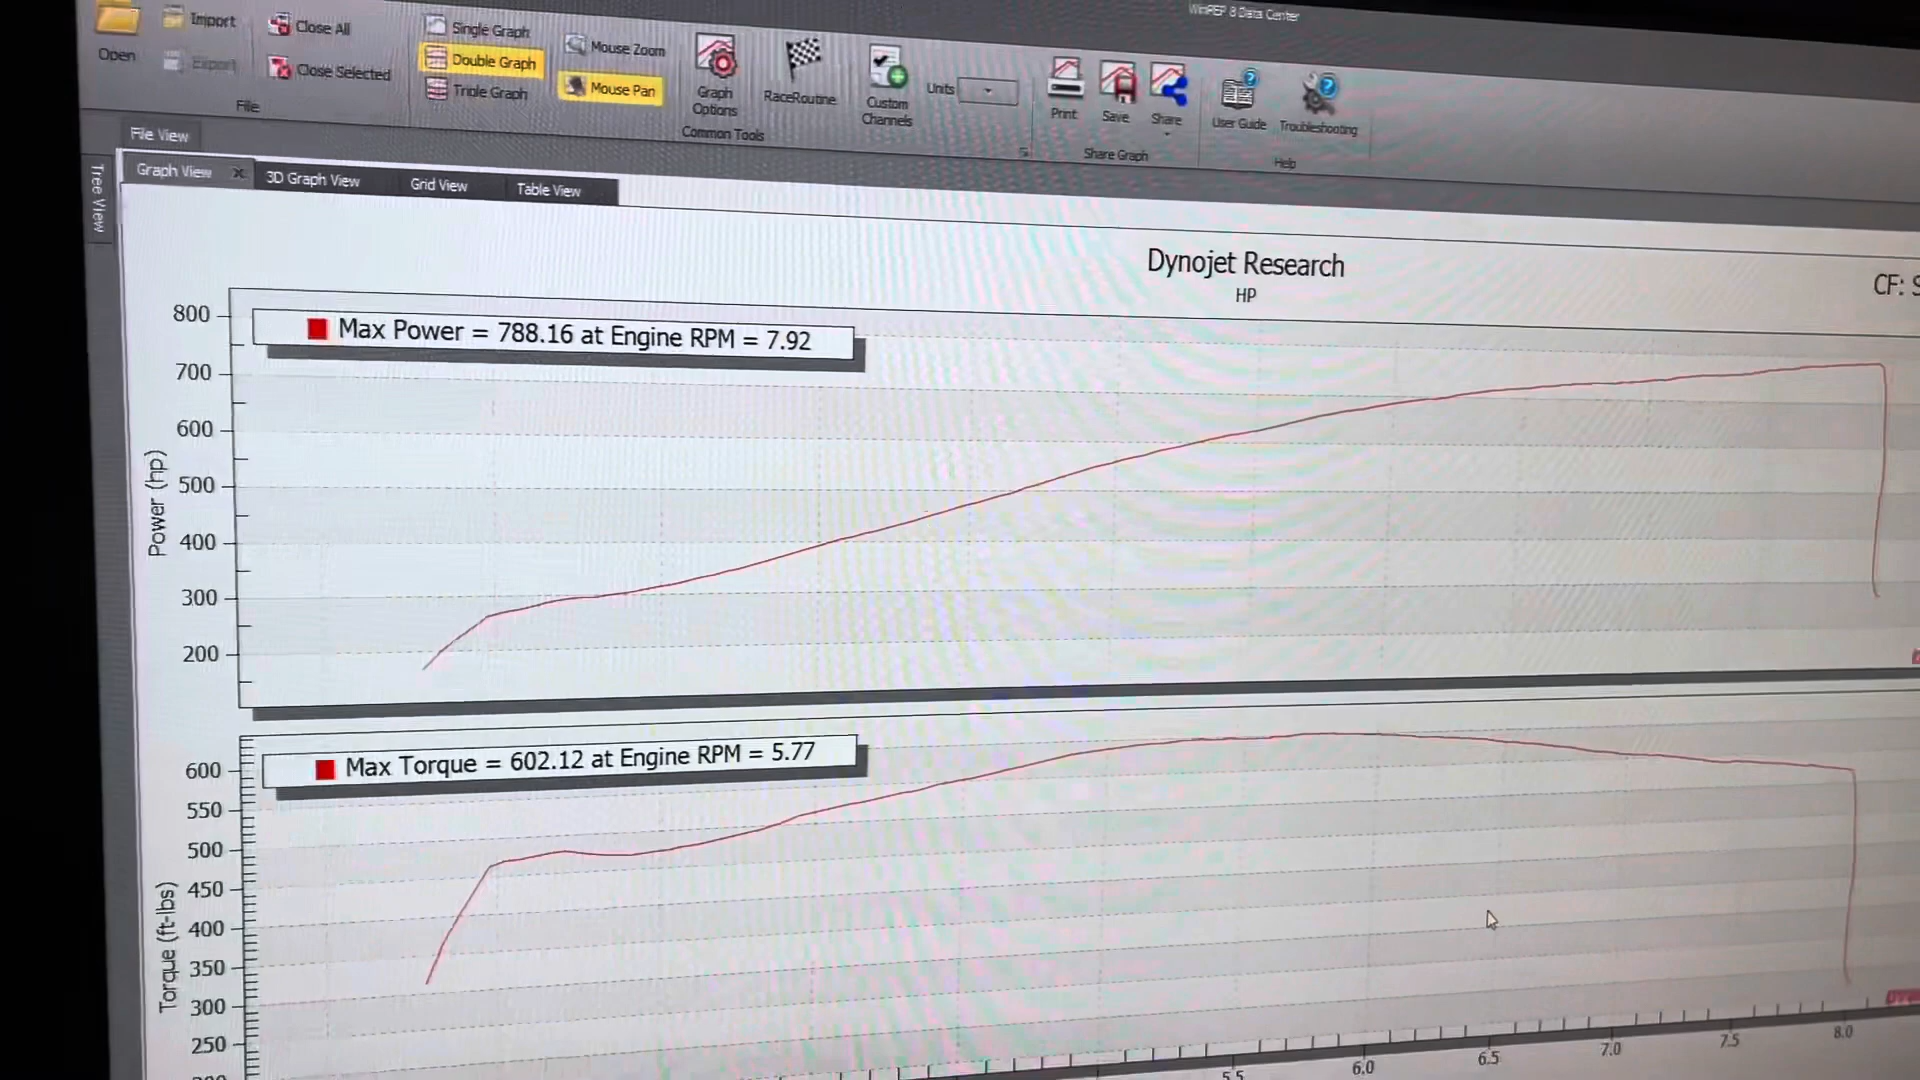 WinPEP 8 Data Center
Open
Import
Export
Close All
Close Selected
File
Single Graph
Double Graph
Triple Graph
Mouse Zoom
Mouse Pan
Graph Options
RaceRoutine
Custom Channels
Units
Common Tools
Print
Save
Share
Share Graph
User Guide
Troubleshooting
Help
File View
Tree View
Graph View x
3D Graph View
Grid View
Table View
Dynojet Research
HP
CF: S
Max Power = 788.16 at Engine RPM = 7.92
Power (hp)
800
700
600
500
400
300
200
Max Torque = 602.12 at Engine RPM = 5.77
Torque (ft-lbs)
600
550
500
450
400
350
300
250
5.5
6.0
6.5
7.0
7.5
8.0